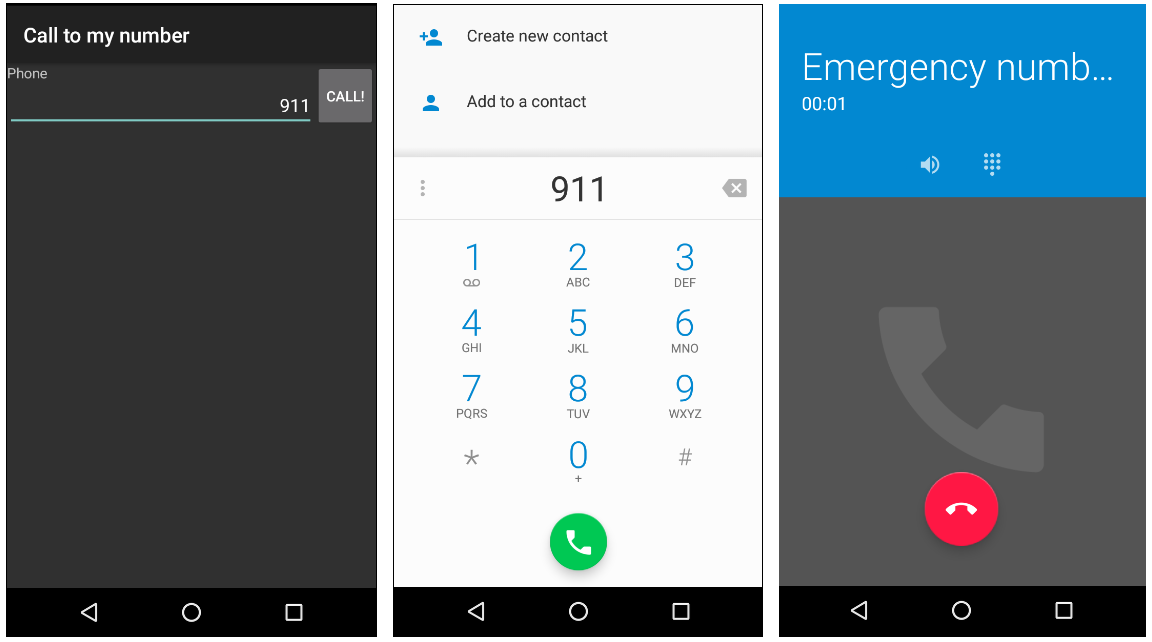 Call to my number
Phone
911
CALL!
Create new contact
Add to a contact
911
1 2 3
ABC DEF
4 5 6
GHI JKL MNO
7 8 9
PQRS TUV WXYZ
* 0 #
+
Emergency numb...
00:01